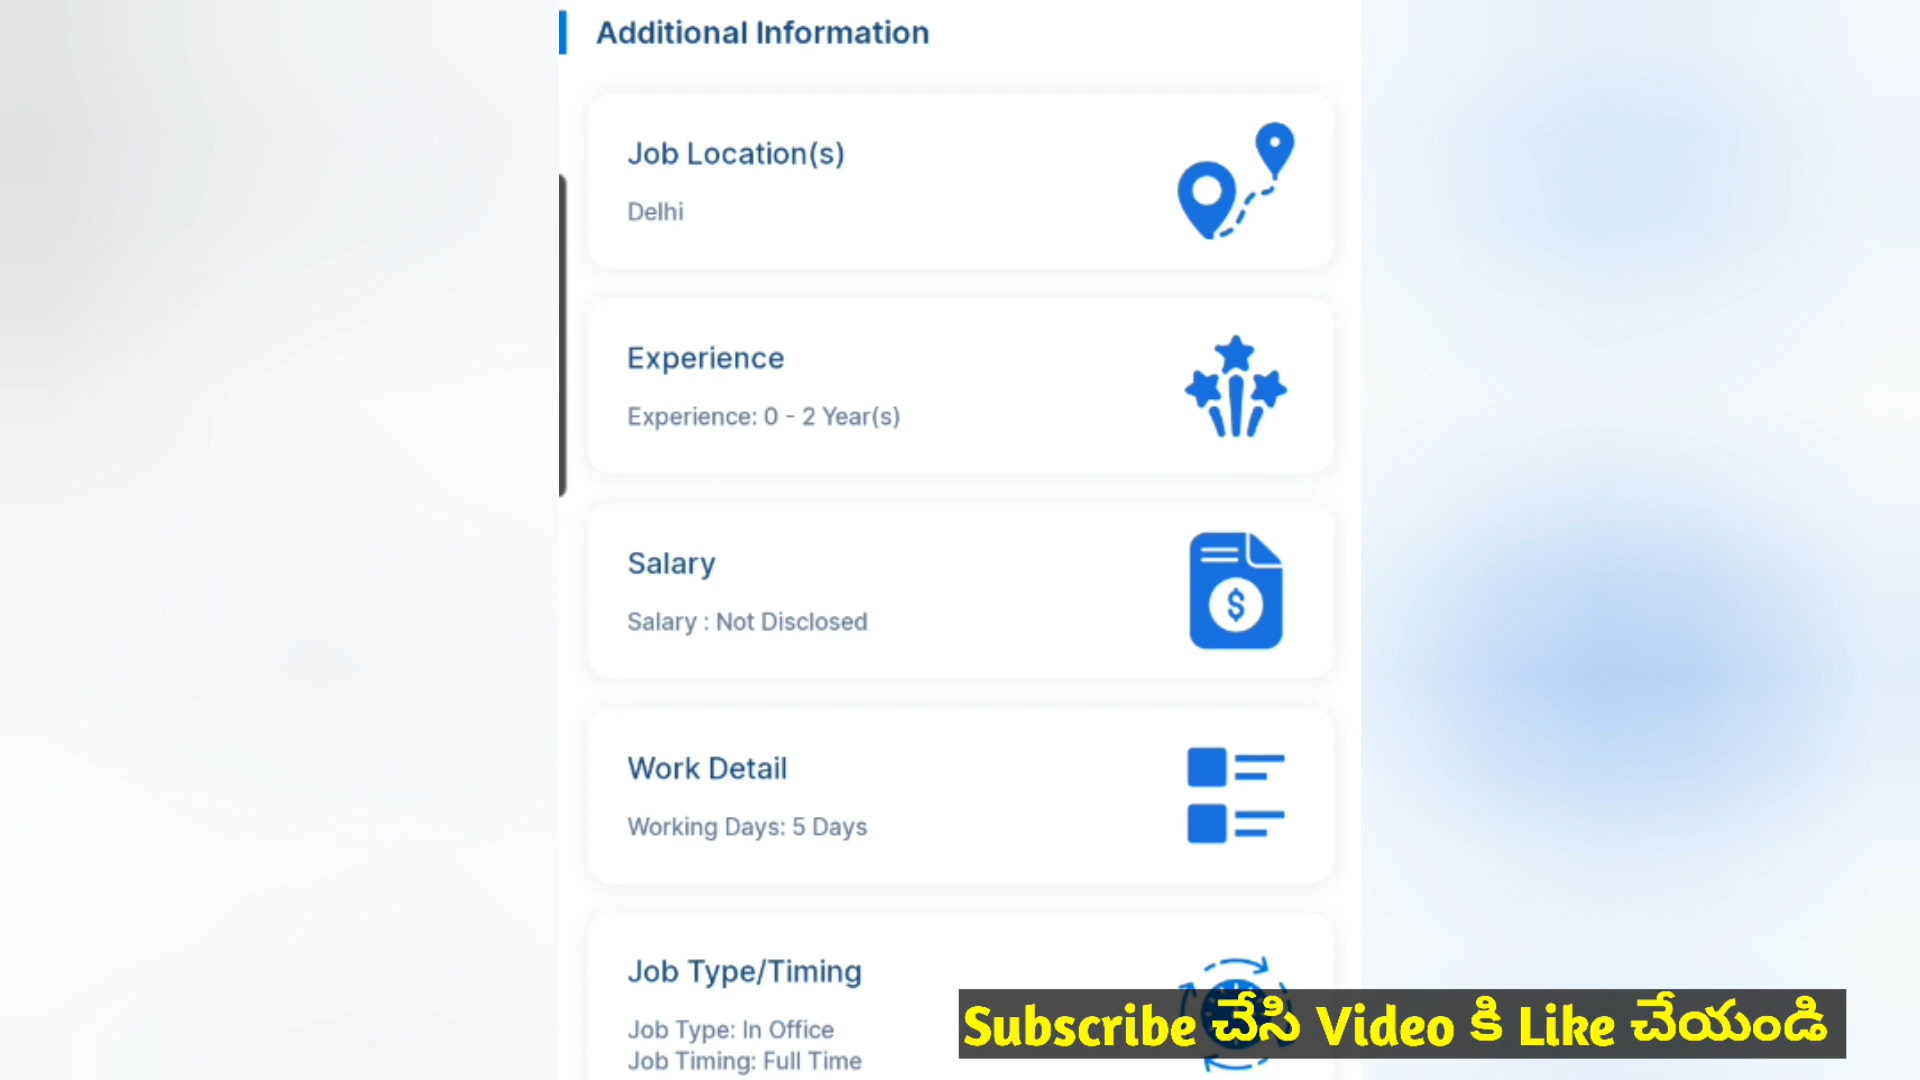 Additional Information
Job Location(s)
Delhi
Experience
Experience: 0 - 2 Year(s)
Salary
Salary : Not Disclosed
Work Detail
Working Days: 5 Days
Job Type/Timing
Job Type: In Office
Job Timing: Full Time
Subscribe చేసి Video కి Like చేయండి